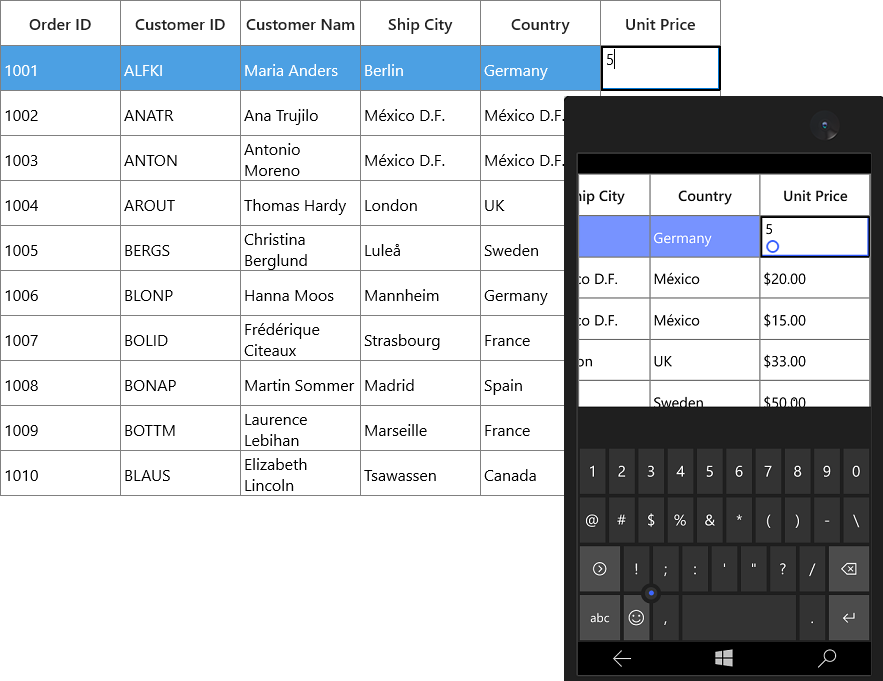 Order ID Customer ID Customer Nam Ship City Country Unit Price
1001 ALFKI Maria Anders Berlin Germany 5
1002 ANATR Ana Trujilo México D.F. México D.F.
1003 ANTON Antonio Moreno México D.F. México D.F.
1004 AROUT Thomas Hardy London UK
1005 BERGS Christina Berglund Luleå Sweden
1006 BLONP Hanna Moos Mannheim Germany
1007 BOLID Frédérique Citeaux Strasbourg France
1008 BONAP Martin Sommer Madrid Spain
1009 BOTTM Laurence Lebihan Marseille France
1010 BLAUS Elizabeth Lincoln Tsawassen Canada
hip City Country Unit Price
Germany 5
co D.F. México $20.00
co D.F. México $15.00
on UK $33.00
Sweden $50.00
1 2 3 4 5 6 7 8 9 0
@ # $ % & * ( ) - \
! ; : ' " ? /
abc , .